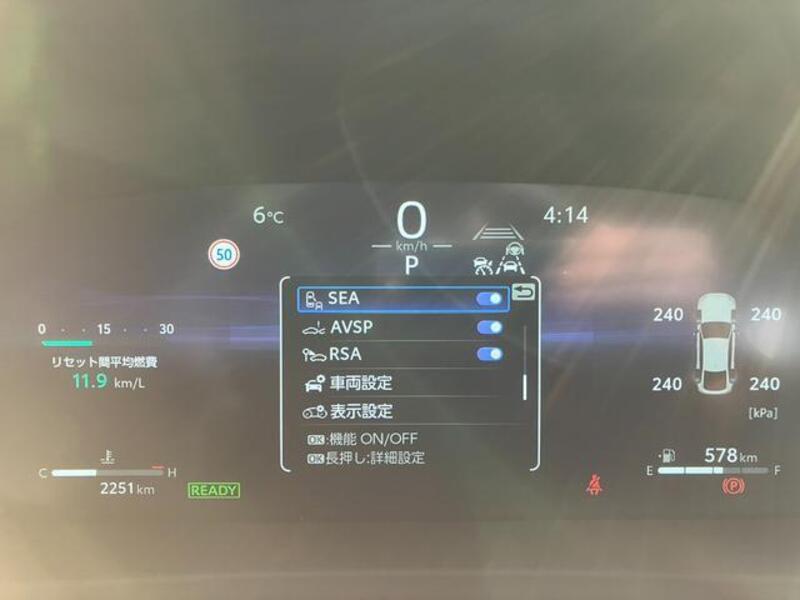 6°C
0
4:14
km/h
50
P
SEA
AVSP
RSA
車両設定
表示設定
OK:機能 ON/OFF
OK長押し:詳細設定
0 15 30
リセット間平均燃費
11.9 km/L
C H
2251 km
READY
240 240
240 240
[kPa]
578 km
E F
P